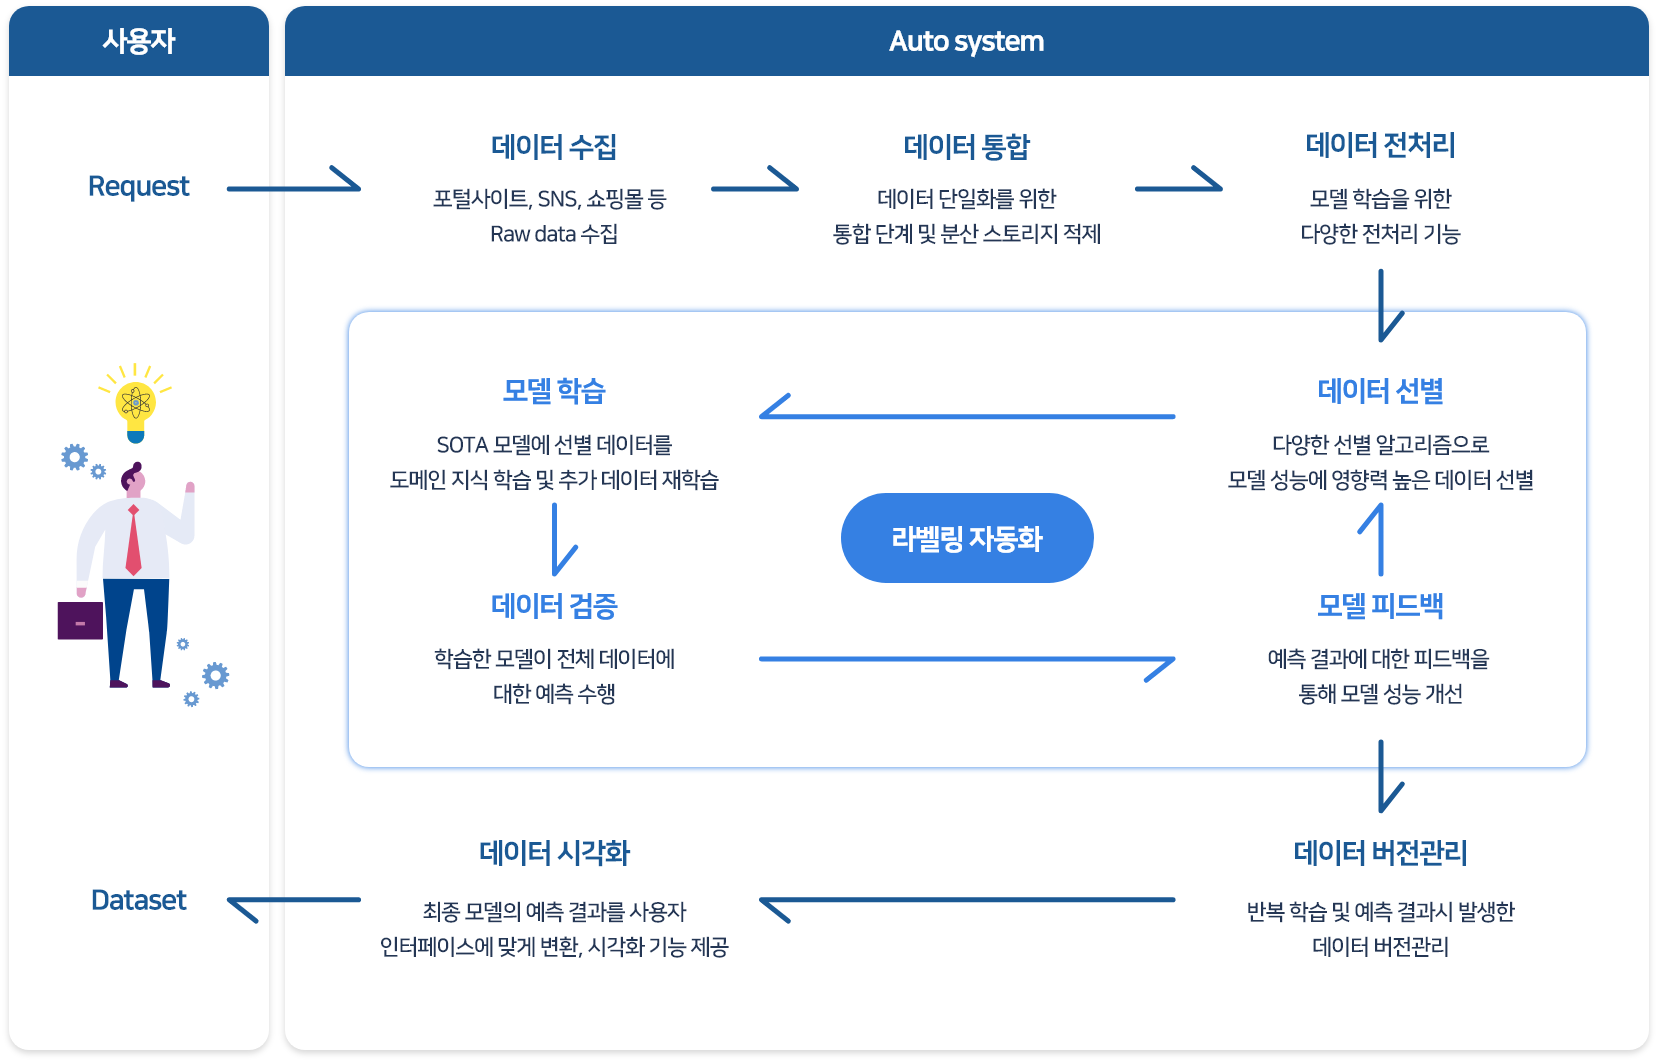 사용자
Auto system
Request
데이터 수집
포털사이트, SNS, 쇼핑몰 등
Raw data 수집
데이터 통합
데이터 단일화를 위한
통합 단계 및 분산 스토리지 적제
데이터 전처리
모델 학습을 위한
다양한 전처리 기능
데이터 선별
다양한 선별 알고리즘으로
모델 성능에 영향력 높은 데이터 선별
모델 학습
SOTA 모델에 선별 데이터를
도메인 지식 학습 및 추가 데이터 재학습
라벨링 자동화
데이터 검증
학습한 모델이 전체 데이터에
대한 예측 수행
모델 피드백
예측 결과에 대한 피드백을
통해 모델 성능 개선
데이터 버전관리
반복 학습 및 예측 결과시 발생한
데이터 버전관리
데이터 시각화
최종 모델의 예측 결과를 사용자
인터페이스에 맞게 변환, 시각화 기능 제공
Dataset